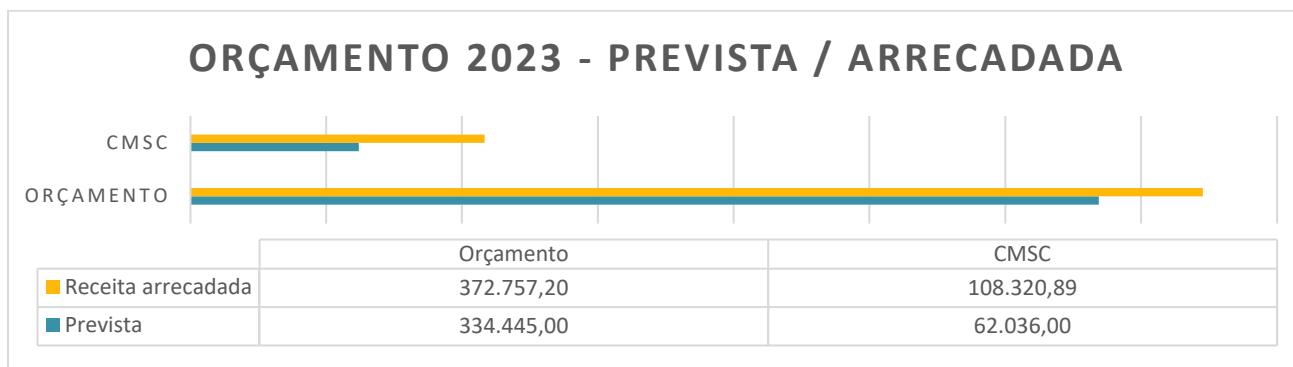 ORÇAMENTO 2023 - PREVISTA / ARRECADADA
CMSC
ORÇAMENTO
Orçamento CMSC
Receita arrecadada 372.757,20 108.320,89
Prevista 334.445,00 62.036,00